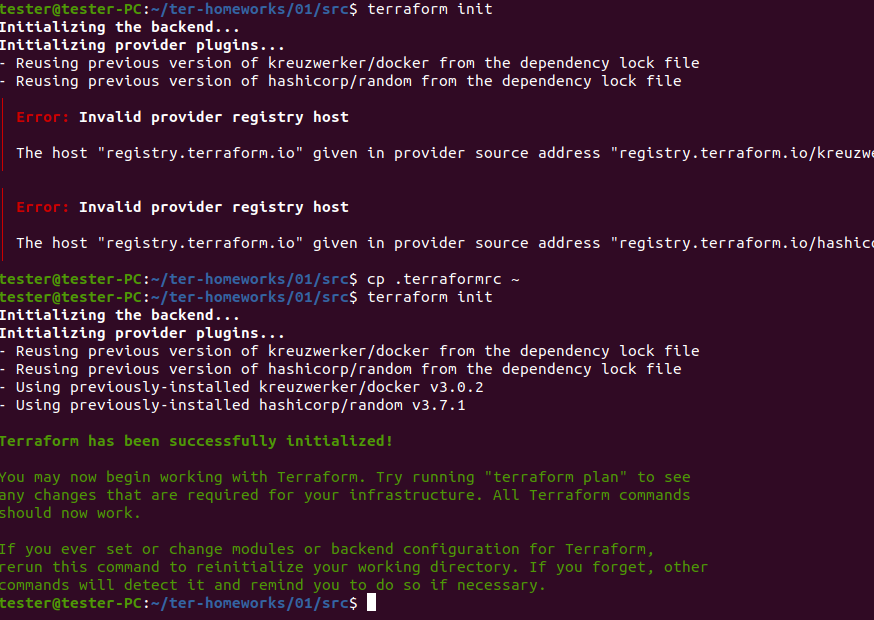 tester@tester-PC:~/ter-homeworks/01/src$ terraform init
Initializing the backend...
Initializing provider plugins...
- Reusing previous version of kreuzwerker/docker from the dependency lock file
- Reusing previous version of hashicorp/random from the dependency lock file
Error: Invalid provider registry host
The host "registry.terraform.io" given in provider source address "registry.terraform.io/kreuzwe
Error: Invalid provider registry host
The host "registry.terraform.io" given in provider source address "registry.terraform.io/hashico
tester@tester-PC:~/ter-homeworks/01/src$ cp .terraformrc ~
tester@tester-PC:~/ter-homeworks/01/src$ terraform init
Initializing the backend...
Initializing provider plugins...
- Reusing previous version of kreuzwerker/docker from the dependency lock file
- Reusing previous version of hashicorp/random from the dependency lock file
- Using previously-installed kreuzwerker/docker v3.0.2
- Using previously-installed hashicorp/random v3.7.1
Terraform has been successfully initialized!
You may now begin working with Terraform. Try running "terraform plan" to see
any changes that are required for your infrastructure. All Terraform commands
should now work.
If you ever set or change modules or backend configuration for Terraform,
rerun this command to reinitialize your working directory. If you forget, other
commands will detect it and remind you to do so if necessary.
tester@tester-PC:~/ter-homeworks/01/src$